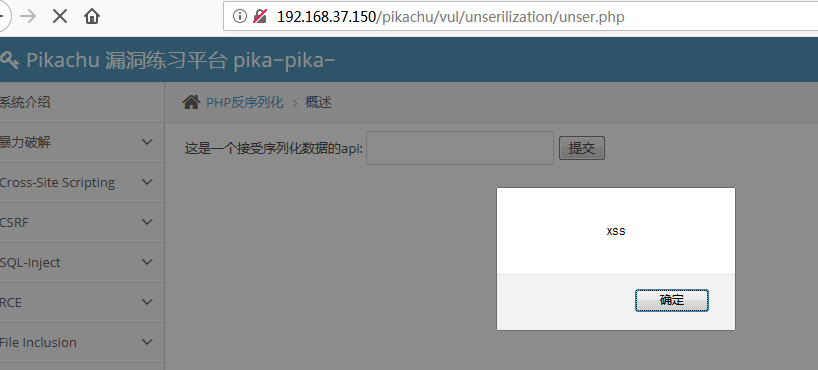 192.168.37.150/pikachu/vul/unserilization/unser.php
Pikachu 漏洞练习平台 pika~pika~
系统介绍
PHP反序列化 > 概述
暴力破解
这是一个接受序列化数据的api:
提交
Cross-Site Scripting
CSRF
xss
SQL-Inject
RCE
确定
File Inclusion